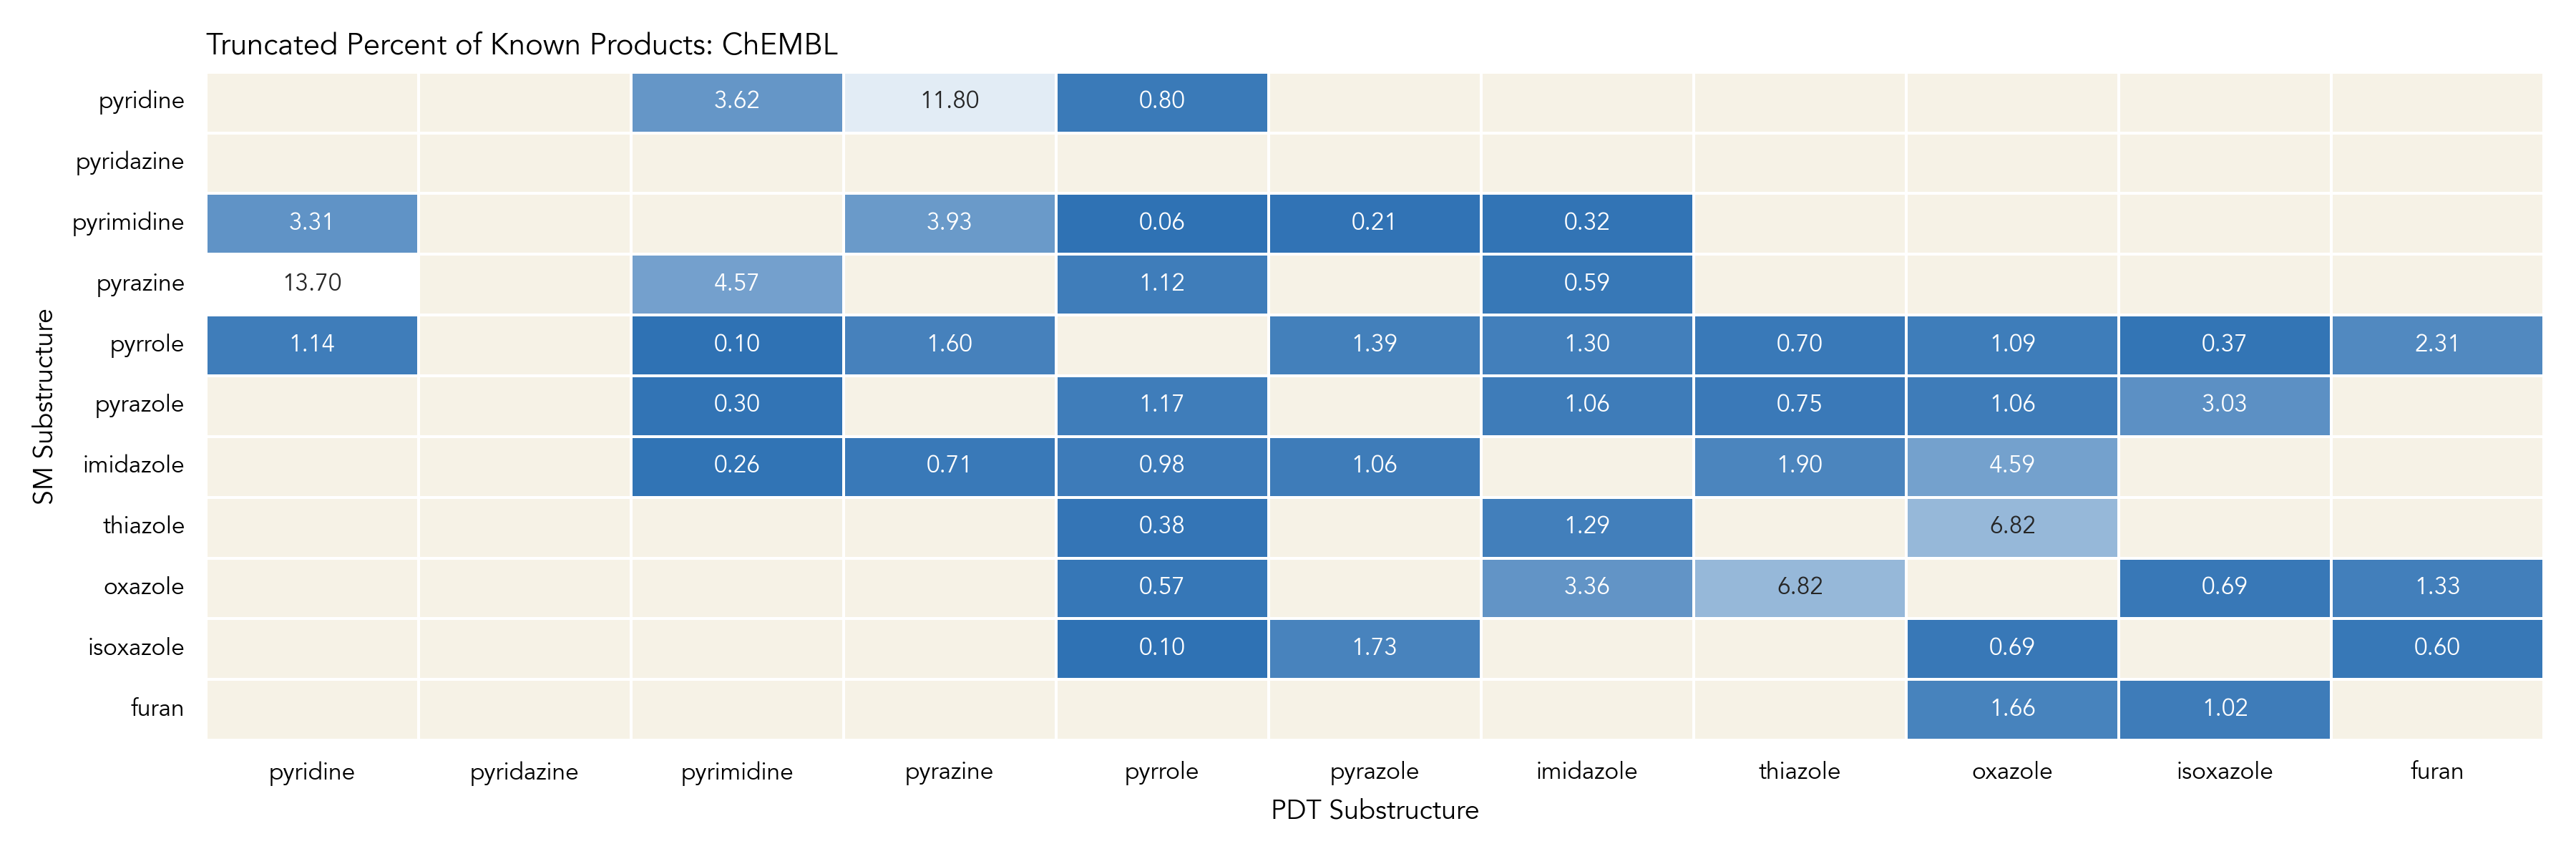 Truncated Percent of Known Products: ChEMBL
pyridine 3.62 11.80 0.80
pyridazine
pyrimidine 3.31 3.93 0.06 0.21 0.32
pyrazine 13.70 4.57 1.12 0.59
pyrrole 1.14 0.10 1.60 1.39 1.30 0.70 1.09 0.37 2.31
pyrazole 0.30 1.17 1.06 0.75 1.06 3.03
imidazole 0.26 0.71 0.98 1.06 1.90 4.59
thiazole 0.38 1.29 6.82
oxazole 0.57 3.36 6.82 0.69 1.33
isoxazole 0.10 1.73 0.69 0.60
furan 1.66 1.02
SM Substructure
pyridine pyridazine pyrimidine pyrazine pyrrole pyrazole imidazole thiazole oxazole isoxazole furan
PDT Substructure